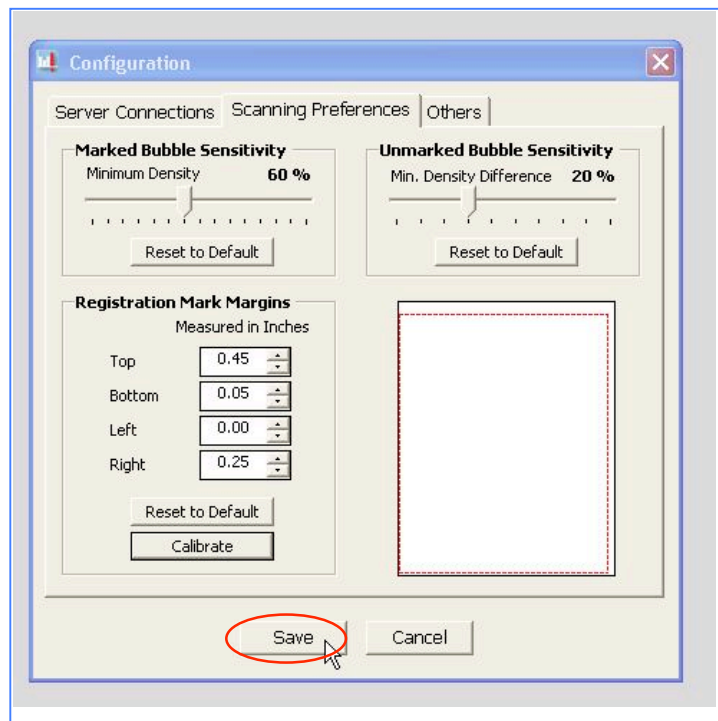 Configuration
Server Connections Scanning Preferences Others
Marked Bubble Sensitivity
Minimum Density 60 %
Reset to Default
Unmarked Bubble Sensitivity
Min. Density Difference 20 %
Reset to Default
Registration Mark Margins
Measured in Inches
Top 0.45
Bottom 0.05
Left 0.00
Right 0.25
Reset to Default
Calibrate
Save Cancel